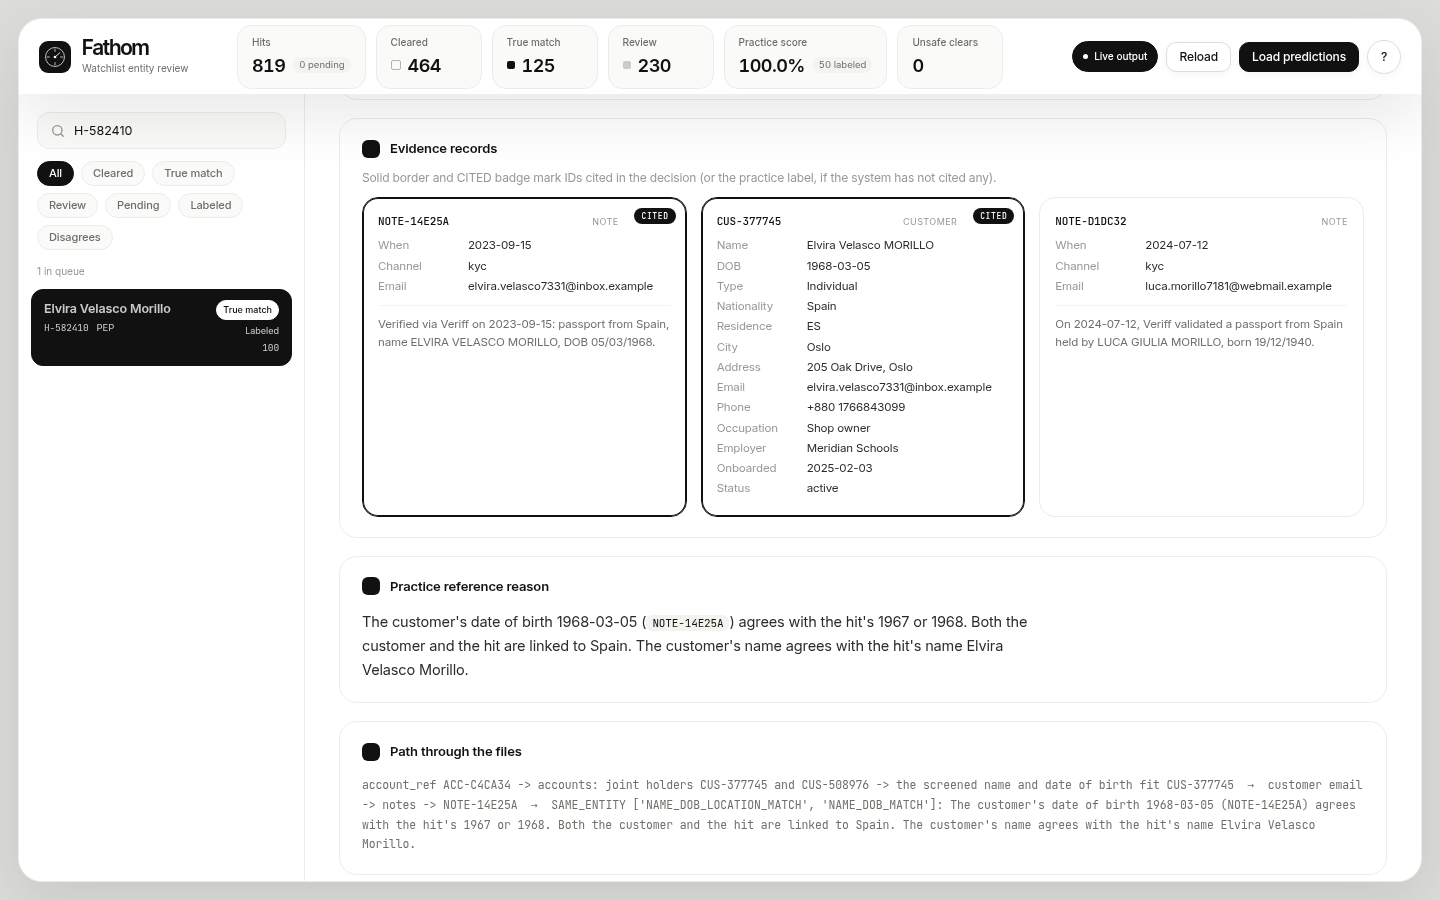 Fathom
Watchlist entity review
Hits
819 0 pending
Cleared
464
True match
125
Review
230
Practice score
100.0% 50 labeled
Unsafe clears
0
Live output
Reload
Load predictions
?
H-582410
All Cleared True match
Review Pending Labeled
Disagrees
1 in queue
Elvira Velasco Morillo True match
H-582410 PEP Labeled
100
Evidence records
Solid border and CITED badge mark IDs cited in the decision (or the practice label, if the system has not cited any).
NOTE-14E25A NOTE CITED
When 2023-09-15
Channel kyc
Email elvira.velasco7331@inbox.example
Verified via Veriff on 2023-09-15: passport from Spain,
name ELVIRA VELASCO MORILLO, DOB 05/03/1968.
CUS-377745 CUSTOMER CITED
Name Elvira Velasco MORILLO
DOB 1968-03-05
Type Individual
Nationality Spain
Residence ES
City Oslo
Address 205 Oak Drive, Oslo
Email elvira.velasco7331@inbox.example
Phone +880 1766843099
Occupation Shop owner
Employer Meridian Schools
Onboarded 2025-02-03
Status active
NOTE-D1DC32 NOTE
When 2024-07-12
Channel kyc
Email luca.morillo7181@webmail.example
On 2024-07-12, Veriff validated a passport from Spain
held by LUCA GIULIA MORILLO, born 19/12/1940.
Practice reference reason
The customer's date of birth 1968-03-05 ( NOTE-14E25A ) agrees with the hit's 1967 or 1968. Both the
customer and the hit are linked to Spain. The customer's name agrees with the hit's name Elvira
Velasco Morillo.
Path through the files
account_ref ACC-C4CA34 -> accounts: joint holders CUS-377745 and CUS-508976 -> the screened name and date of birth fit CUS-377745 → customer email
-> notes -> NOTE-14E25A → SAME_ENTITY ['NAME_DOB_LOCATION_MATCH', 'NAME_DOB_MATCH']: The customer's date of birth 1968-03-05 (NOTE-14E25A) agrees
with the hit's 1967 or 1968. Both the customer and the hit are linked to Spain. The customer's name agrees with the hit's name Elvira Velasco
Morillo.